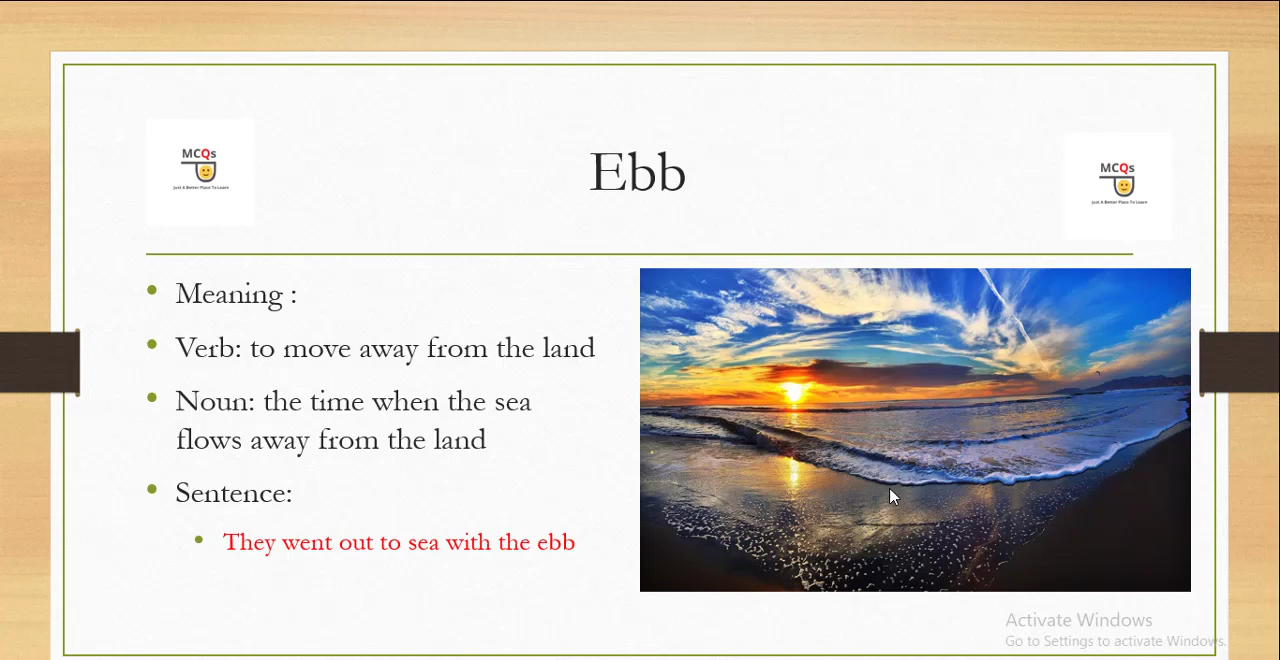 MCQs
Just A Better Place To Learn
Ebb
MCQs
Just A Better Place To Learn
Meaning :
Verb: to move away from the land
Noun: the time when the sea
flows away from the land
Sentence:
They went out to sea with the ebb
Activate Windows
Go to Settings to activate Windows.